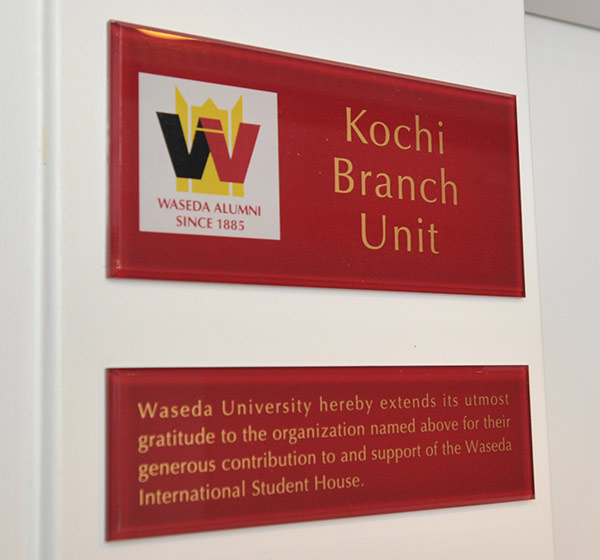 WASEDA ALUMNI
SINCE 1885
Kochi
Branch
Unit
Waseda University hereby extends its utmost
gratitude to the organization named above for their
generous contribution to and support of the Waseda
International Student House.